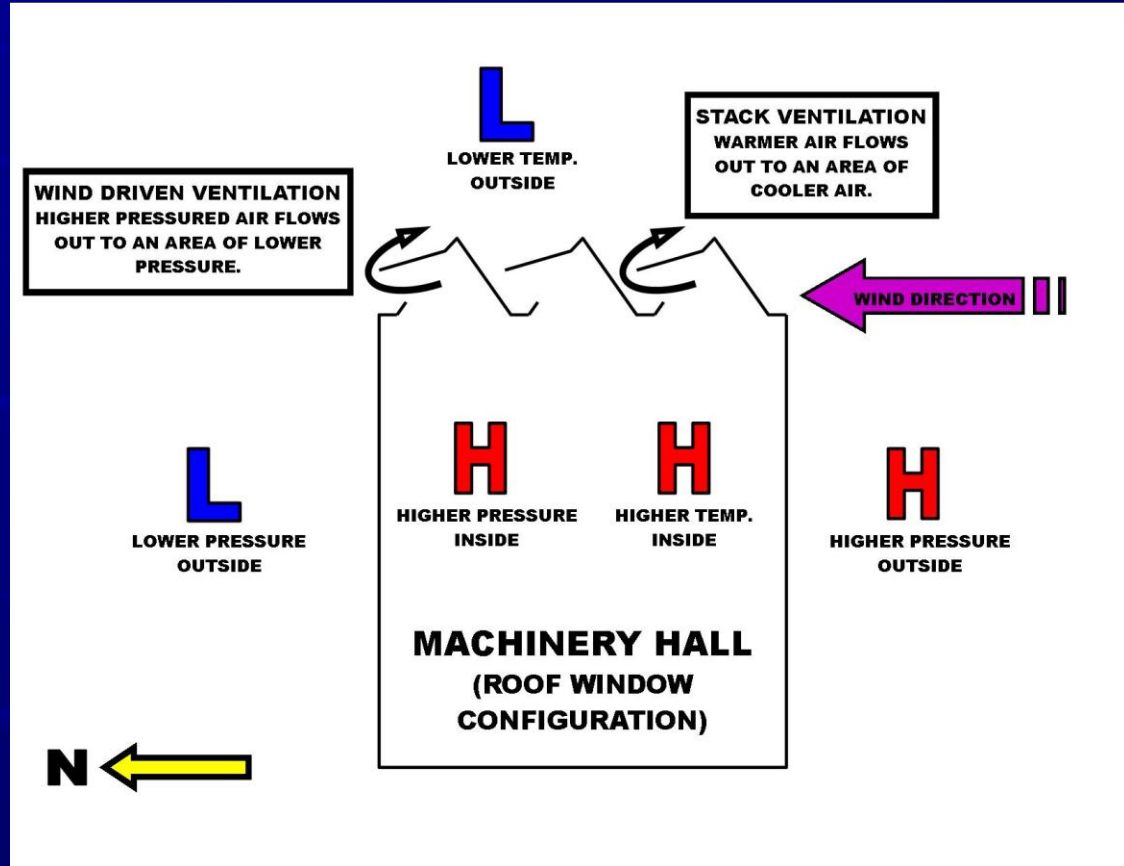 L
LOWER TEMP.
OUTSIDE
STACK VENTILATION
WARMER AIR FLOWS
OUT TO AN AREA OF
COOLER AIR.
WIND DRIVEN VENTILATION
HIGHER PRESSURED AIR FLOWS
OUT TO AN AREA OF LOWER
PRESSURE.
WIND DIRECTION
L
LOWER PRESSURE
OUTSIDE
H
HIGHER PRESSURE
INSIDE
H
HIGHER TEMP.
INSIDE
H
HIGHER PRESSURE
OUTSIDE
MACHINERY HALL
(ROOF WINDOW
CONFIGURATION)
N